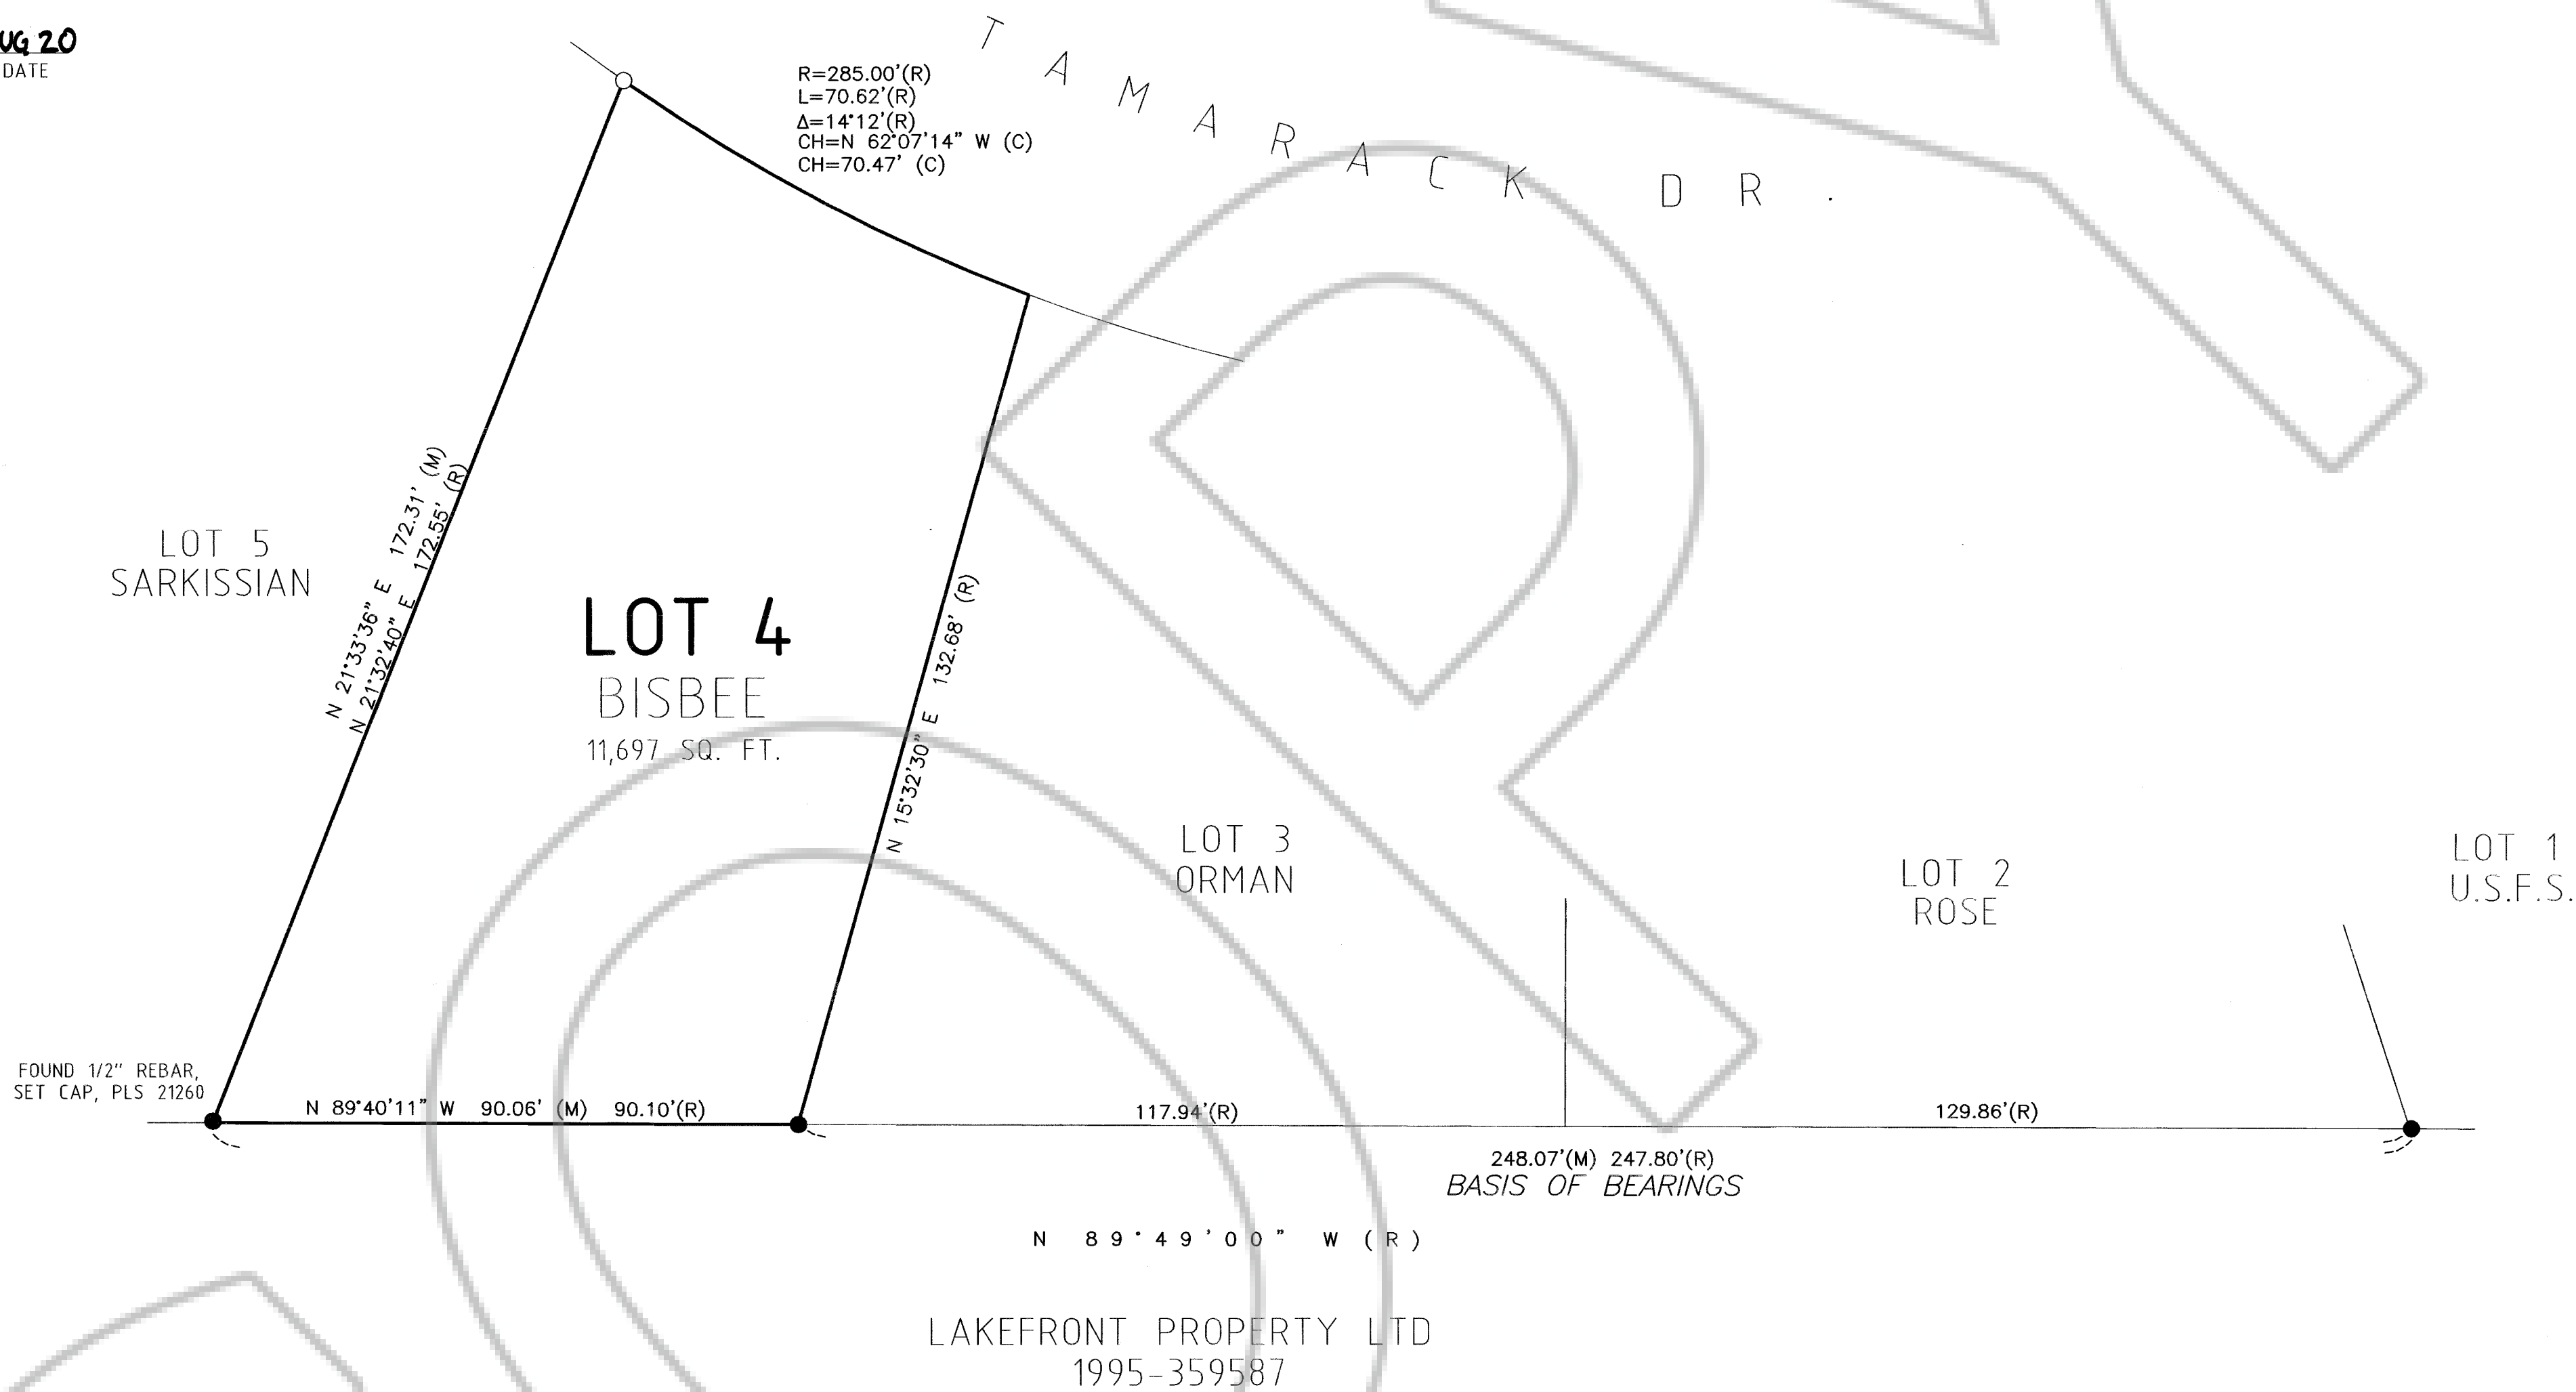 UG 20
DATE
R=285.00'(R)
L=70.62'(R)
Δ=14°12'(R)
CH=N 62°07'14" W (C)
CH=70.47' (C)
TAMARACK DR.
N 21°33'36" E 172.31' (M)
N 21°32'40" E 172.55' (R)
LOT 5
SARKISSIAN
LOT 4
BISBEE
11,697 SQ. FT.
N 15°32'30" E 132.68' (R)
LOT 3
ORMAN
LOT 2
ROSE
LOT 1
U.S.F.S.
FOUND 1/2" REBAR,
SET CAP, PLS 21260
N 89°40'11" W 90.06' (M) 90.10'(R)
117.94'(R)
129.86'(R)
248.07'(M) 247.80'(R)
BASIS OF BEARINGS
N 89°49'00" W (R)
LAKEFRONT PROPERTY LTD
1995-359587